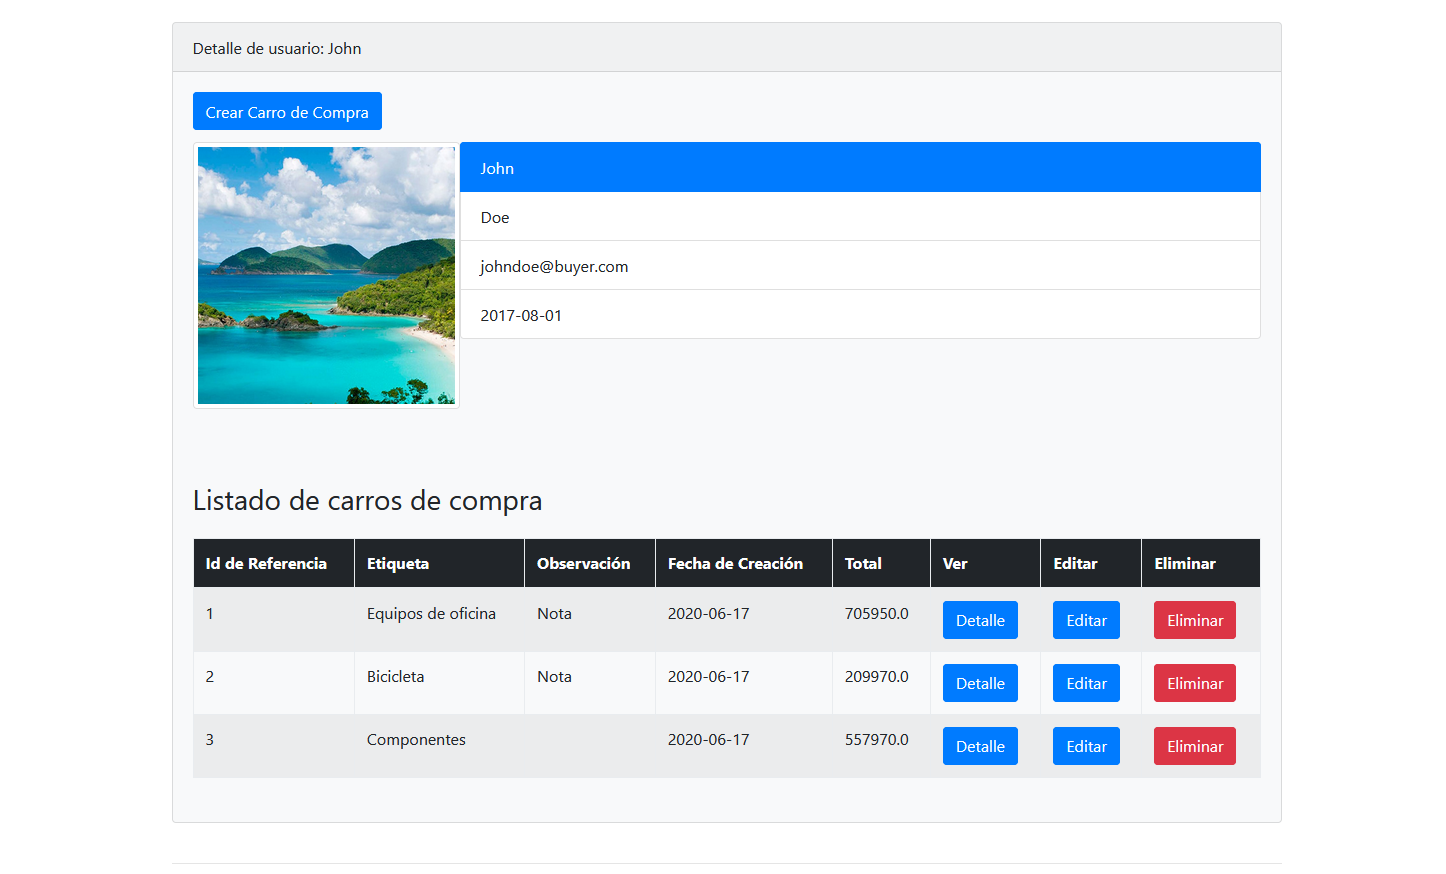 Detalle de usuario: John
Crear Carro de Compra
John
Doe
johndoe@buyer.com
2017-08-01
Listado de carros de compra
Id de Referencia Etiqueta Observación Fecha de Creación Total Ver Editar Eliminar
1 Equipos de oficina Nota 2020-06-17 705950.0 Detalle Editar Eliminar
2 Bicicleta Nota 2020-06-17 209970.0 Detalle Editar Eliminar
3 Componentes 2020-06-17 557970.0 Detalle Editar Eliminar